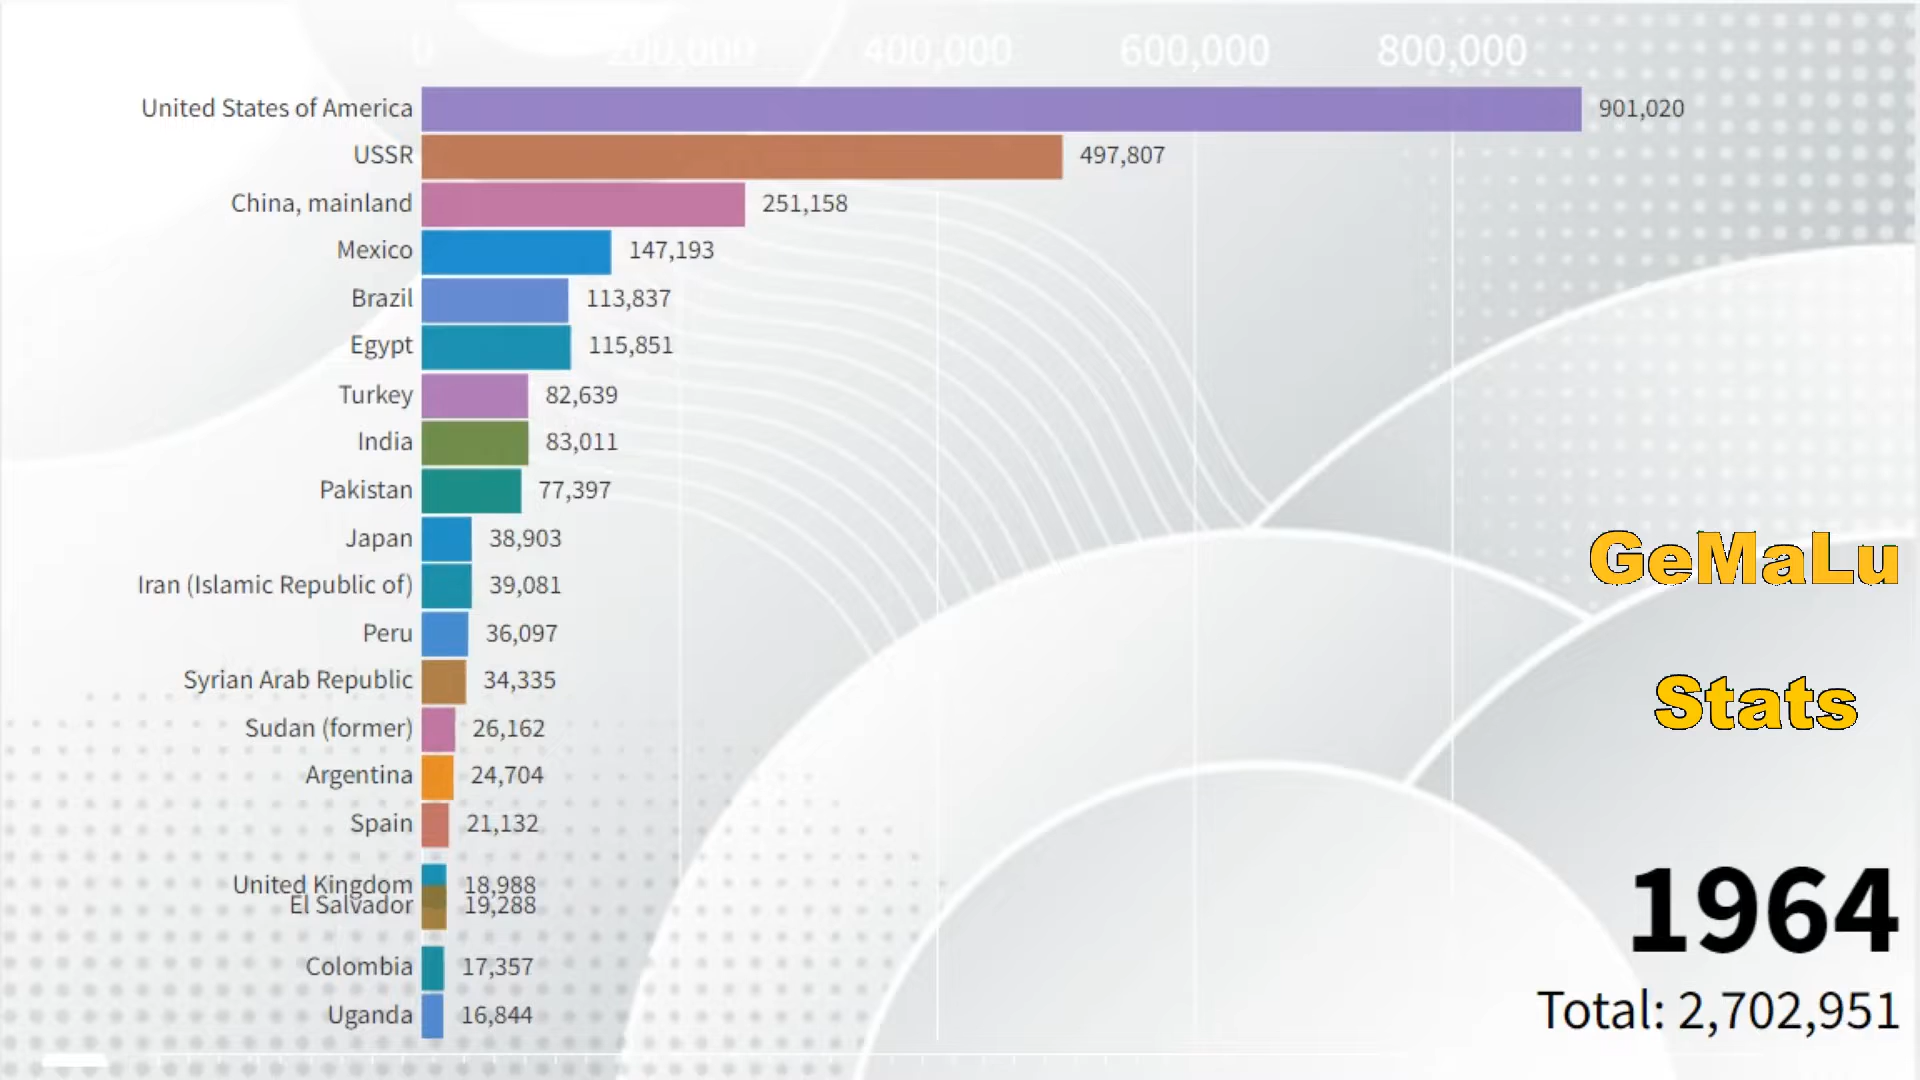 0 200,000 400,000 600,000 800,000
United States of America 901,020
USSR 497,807
China, mainland 251,158
Mexico 147,193
Brazil 113,837
Egypt 115,851
Turkey 82,639
India 83,011
Pakistan 77,397
Japan 38,903
Iran (Islamic Republic of) 39,081
Peru 36,097
Syrian Arab Republic 34,335
Sudan (former) 26,162
Argentina 24,704
Spain 21,132
United Kingdom 18,988
El Salvador 19,288
Colombia 17,357
Uganda 16,844
GeMaLu
Stats
1964
Total: 2,702,951